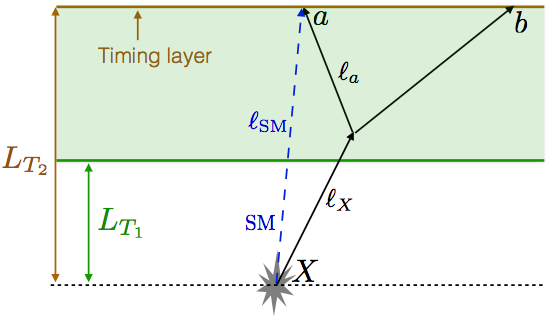 a
b
Timing layer
ℓ_a
ℓ_SM
L_{T_2}
ℓ_X
L_{T_1}
SM
X